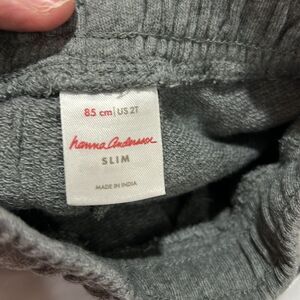 85 cm | US 2T
hanna Andersson
SLIM
MADE IN INDIA